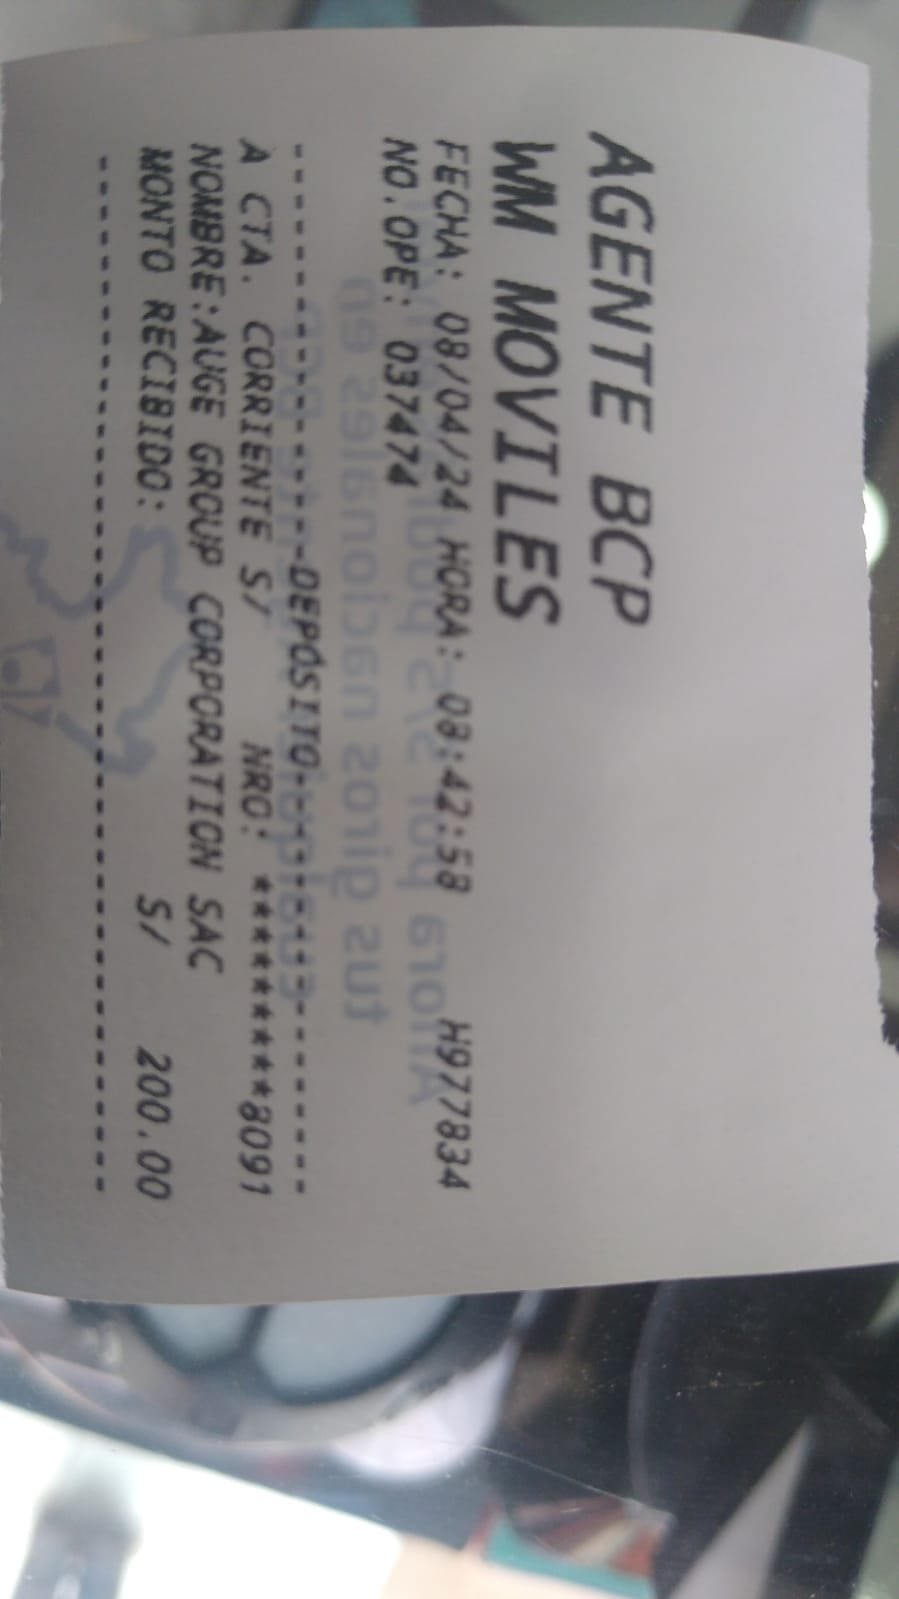 AGENTE BCP
WM MOVILES
FECHA: 08/04/24 HORA: 08:42:58 H977834
NO.OPE: 037474
--------------------DEPOSITO--------------------
A CTA. CORRIENTE S/ NRO: *********8091
NOMBRE:AUGE GROUP CORPORATION SAC
MONTO RECIBIDO: S/ 200.00
------------------------------------------------